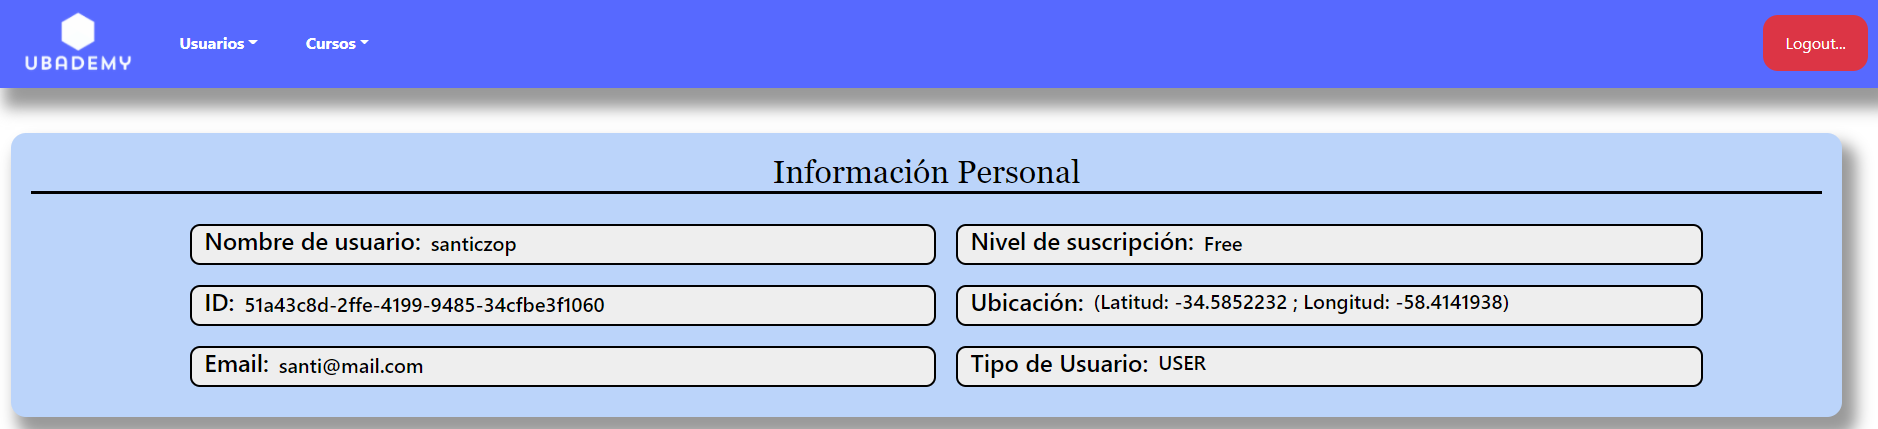 UBADEMY
Usuarios
Cursos
Logout...
Información Personal
Nombre de usuario: santiczop
Nivel de suscripción: Free
ID: 51a43c8d-2ffe-4199-9485-34cfbe3f1060
Ubicación: (Latitud: -34.5852232 ; Longitud: -58.4141938)
Email: santi@mail.com
Tipo de Usuario: USER